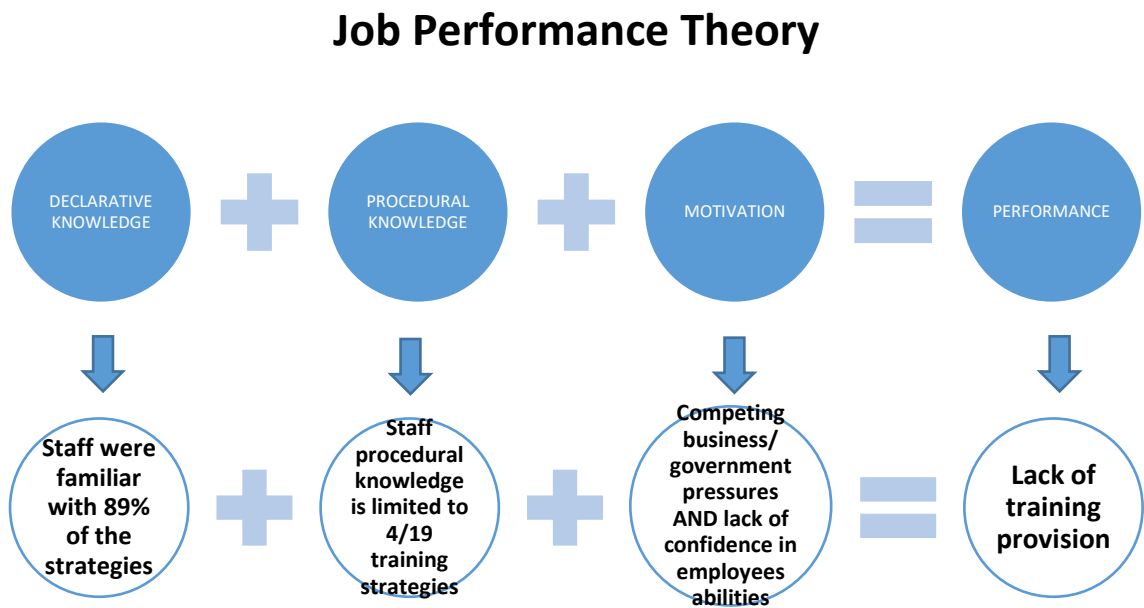 Job Performance Theory
DECLARATIVE
KNOWLEDGE
PROCEDURAL
KNOWLEDGE
MOTIVATION
PERFORMANCE
Staff were
familiar
with 89%
of the
strategies
Staff
procedural
knowledge
is limited to
4/19
training
strategies
Competing
business/
government
pressures
AND lack of
confidence in
employees
abilities
Lack of
training
provision